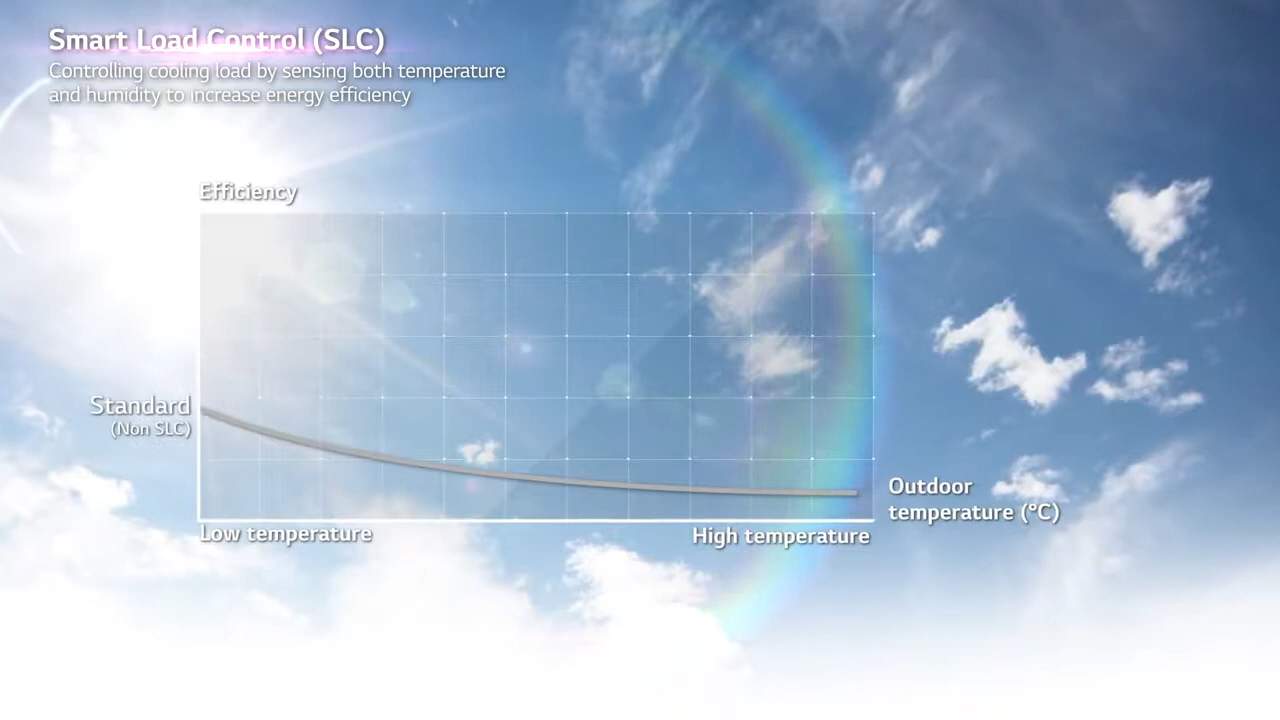 Smart Load Control (SLC)
Controlling cooling load by sensing both temperature
and humidity to increase energy efficiency
Efficiency
Standard
(Non SLC)
Outdoor
temperature (°C)
Low temperature
High temperature